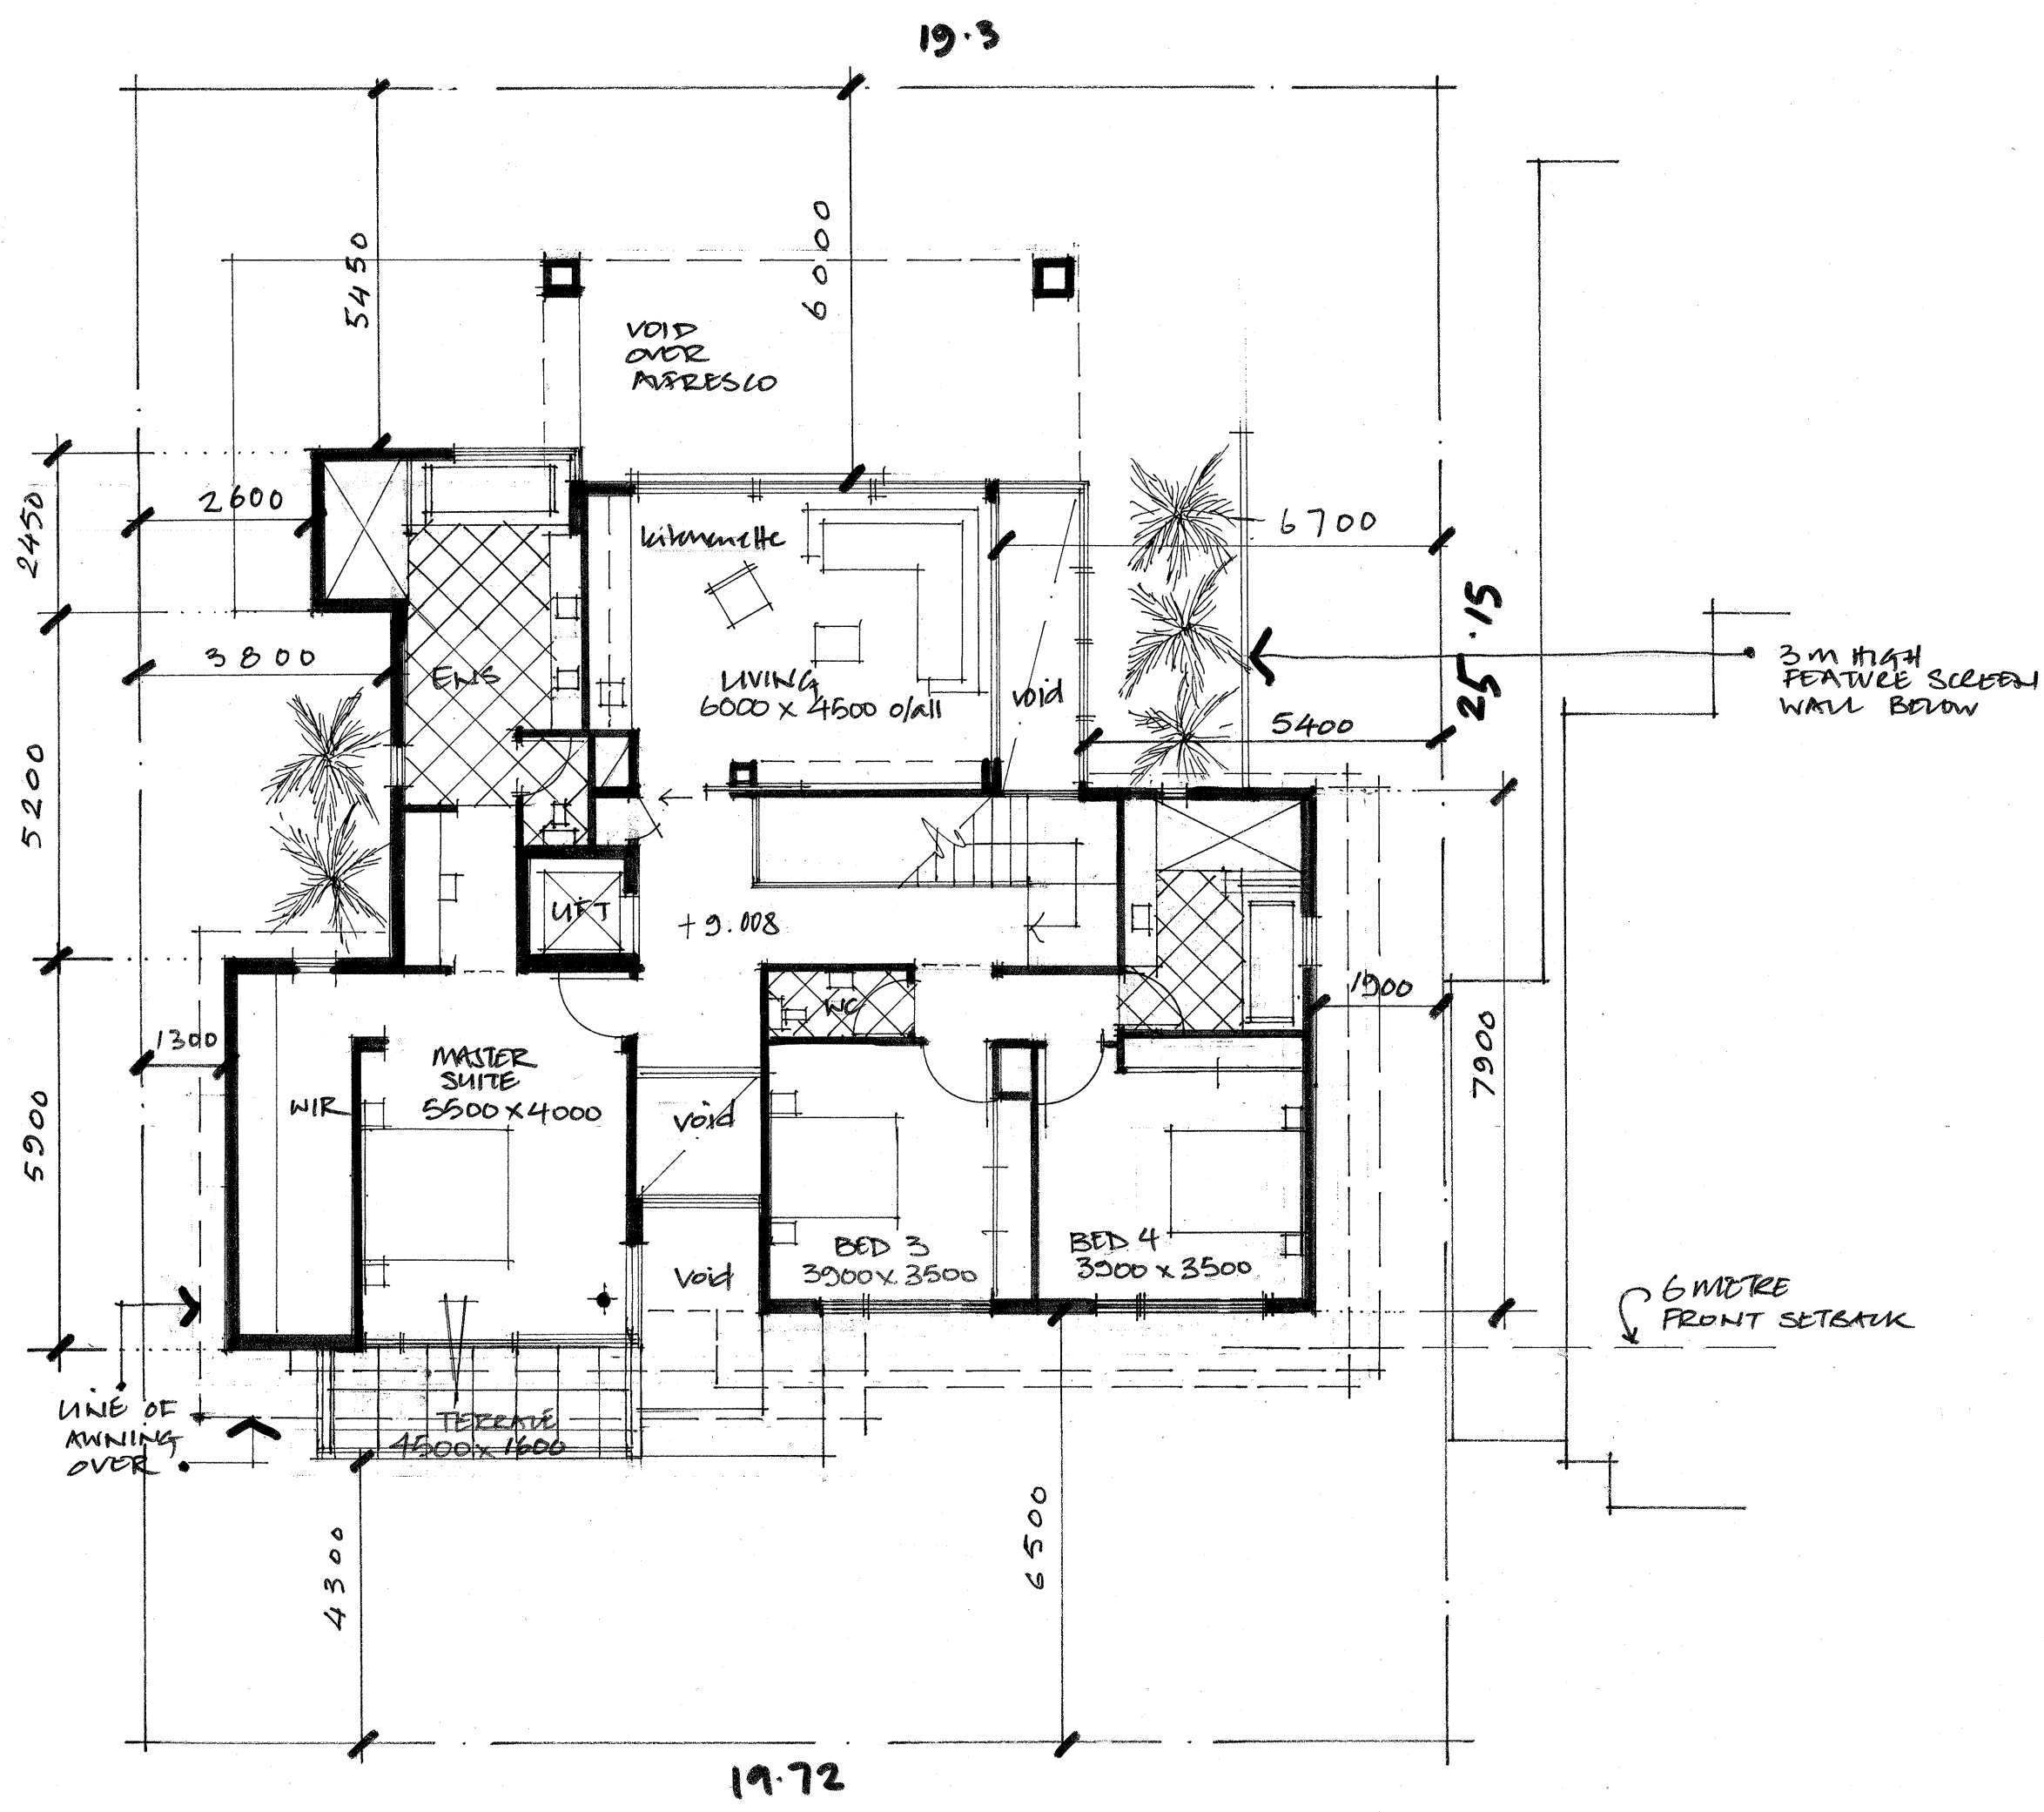 19.3
5450
6000
VOID
OVER
ALFRESCO
2600
2450
kitchenette
6700
3800
ENS
LIVING
6000 x 4500 o/all
void
25.15
3m HIGH
FEATURE SCREEN
WALL BELOW
5400
5200
LIFT
+9.008
1900
WC
1300
MASTER
SUITE
5500 x 4000
WIR
void
7900
5900
BED 3
3900 x 3500
BED 4
3900 x 3500
void
6 METRE
FRONT SETBACK
LINE OF
AWNING
OVER
TERRACE
4500 x 1600
4300
6500
19.72